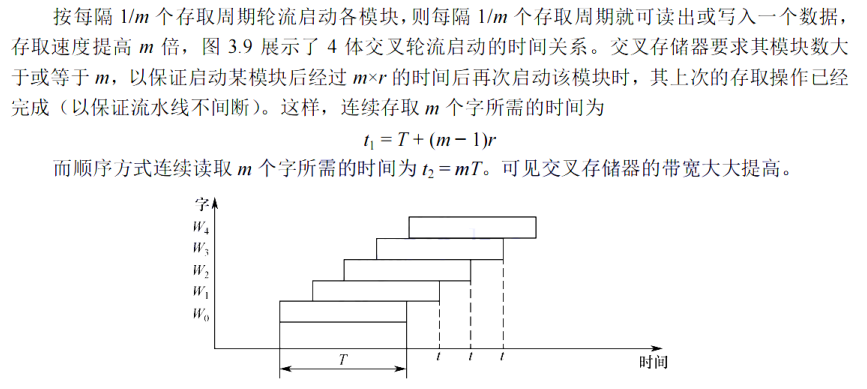 按每隔 1/m 个存取周期轮流启动各模块,则每隔 1/m 个存取周期就可读出或写入一个数据,
存取速度提高 m 倍,图 3.9 展示了 4 体交叉轮流启动的时间关系。交叉存储器要求其模块数大
于或等于 m,以保证启动某模块后经过 m×r 的时间后再次启动该模块时,其上次的存取操作已经
完成(以保证流水线不间断)。这样,连续存取 m 个字所需的时间为
t₁ = T + (m − 1)r
而顺序方式连续读取 m 个字所需的时间为 t₂ = mT。可见交叉存储器的带宽大大提高。
字
W₄
W₃
W₂
W₁
W₀
T t t t 时间